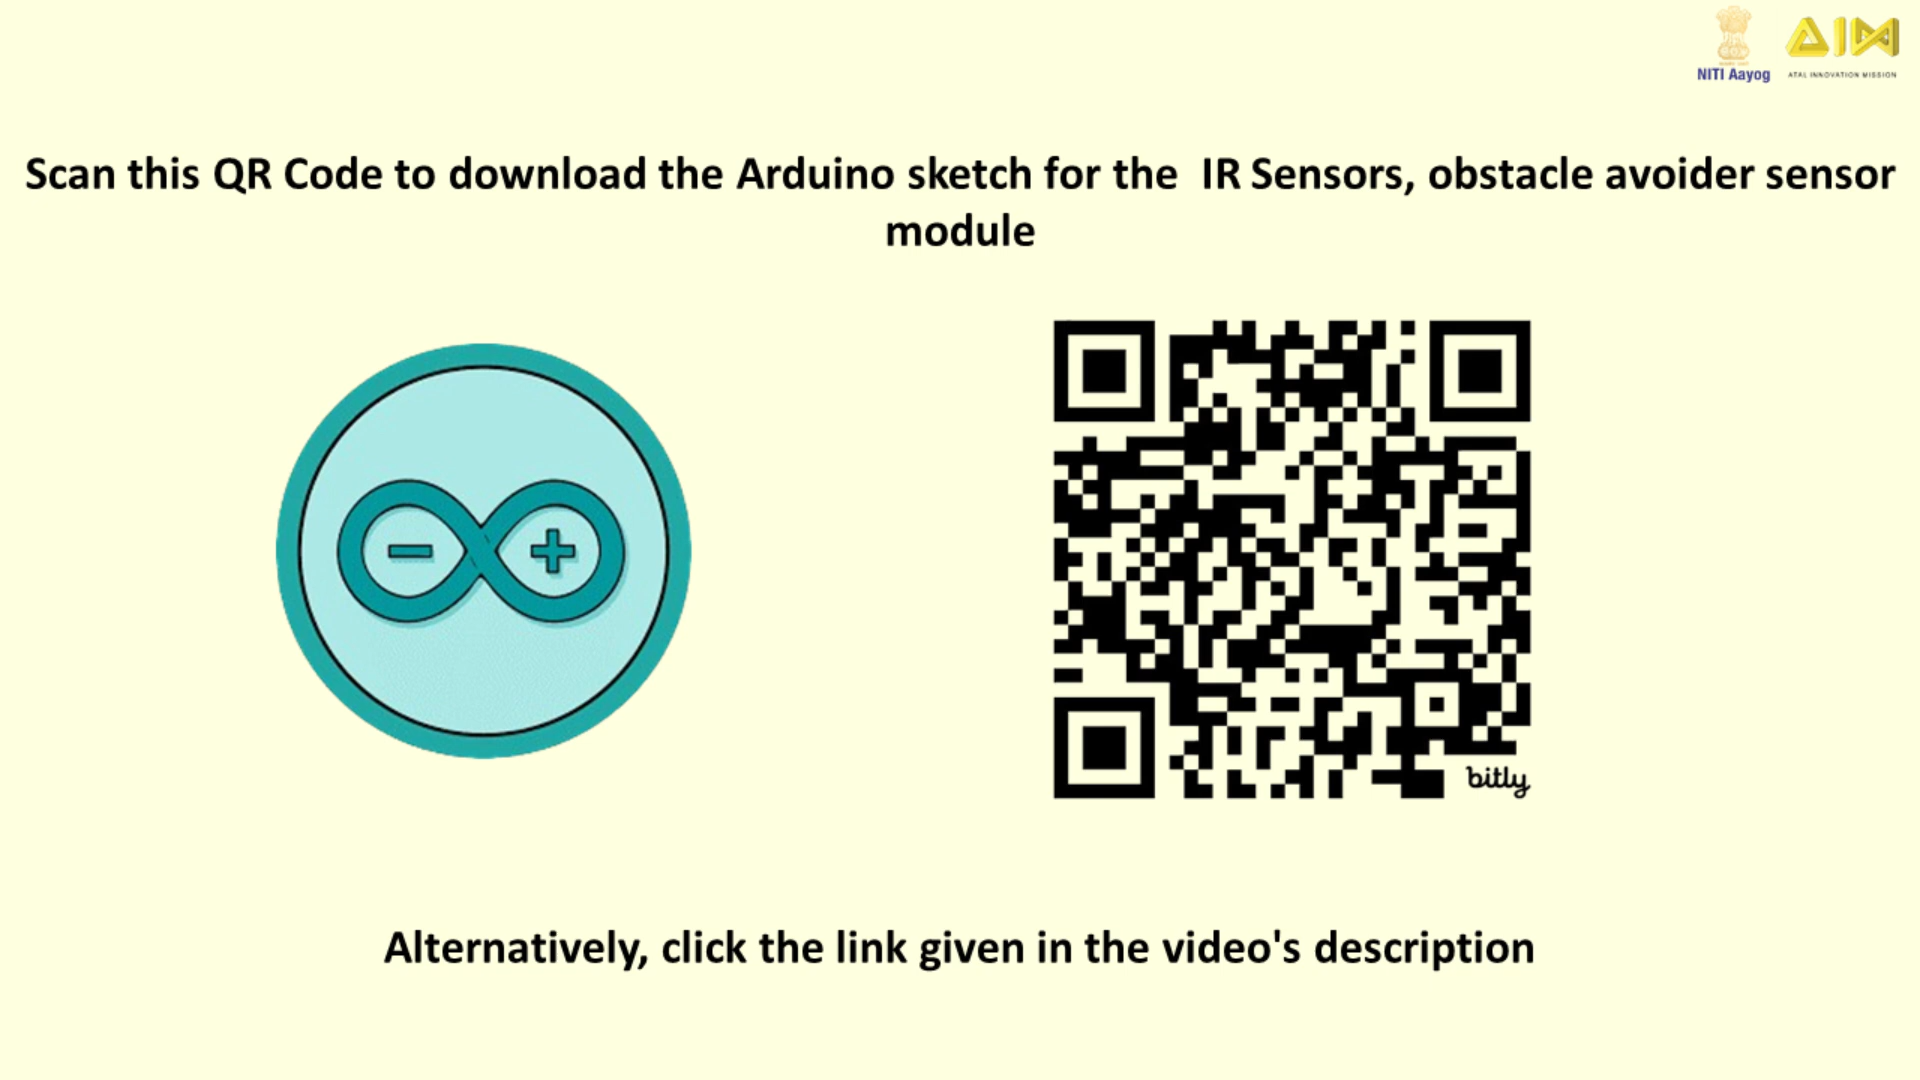 NITI Aayog
ATAL INNOVATION MISSION
Scan this QR Code to download the Arduino sketch for the  IR Sensors, obstacle avoider sensor
module
bitly
Alternatively, click the link given in the video's description